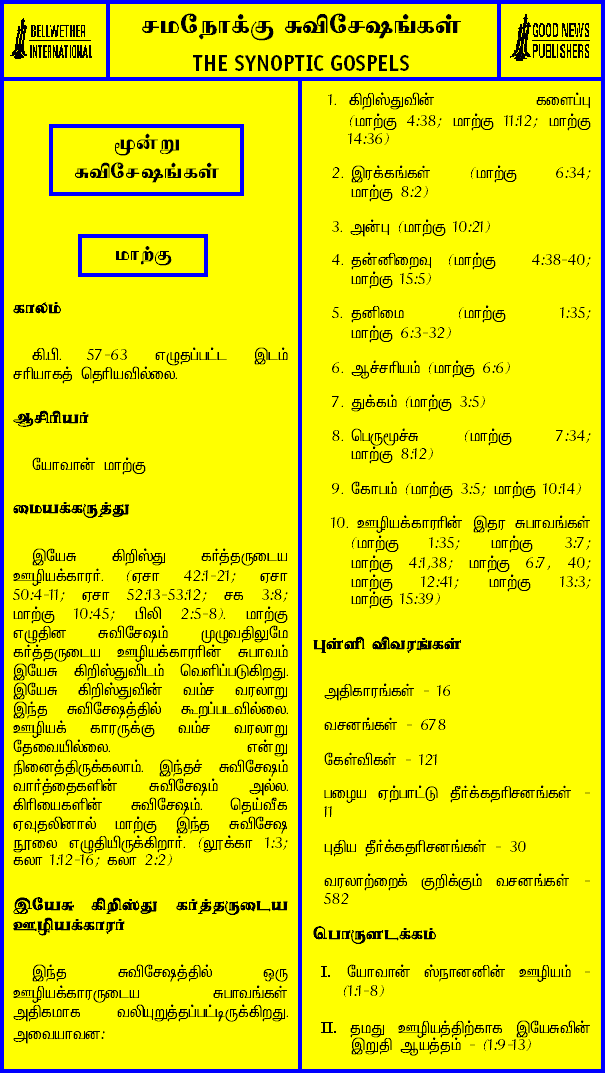 BELLWETHER
INTERNATIONAL
சமநோக்கு சுவிசேஷங்கள்
THE SYNOPTIC GOSPELS
GOOD NEWS
PUBLISHERS
மூன்று
சுவிசேஷங்கள்
மாற்கு
காலம்
கி.பி. 57-63 எழுதப்பட்ட இடம்
சரியாகத் தெரியவில்லை.
ஆசிரியர்
யோவான் மாற்கு
மையக்கருத்து
இயேசு கிறிஸ்து கர்த்தருடைய
ஊழியக்காரர். (ஏசா 42:1-21; ஏசா
50:4-11; ஏசா 52:13-53:12; சக 3:8;
மாற்கு 10:45; பிலி 2:5-8). மாற்கு
எழுதின சுவிசேஷம் முழுவதிலுமே
கர்த்தருடைய ஊழியக்காரரின் சுபாவம்
இயேசு கிறிஸ்துவிடம் வெளிப்படுகிறது.
இயேசு கிறிஸ்துவின் வம்ச வரலாறு
இந்த சுவிசேஷத்தில் கூறப்படவில்லை.
ஊழியக் காரருக்கு வம்ச வரலாறு
தேவையில்லை. என்று
நினைத்திருக்கலாம். இந்தச் சுவிசேஷம்
வார்த்தைகளின் சுவிசேஷம் அல்ல.
கிரியைகளின் சுவிசேஷம். தெய்வீக
ஏவுதலினால் மாற்கு இந்த சுவிசேஷ
நூலை எழுதியிருக்கிறார். (லூக்கா 1:3;
கலா 1:12-16; கலா 2:2)
இயேசு கிறிஸ்து கர்த்தருடைய
ஊழியக்காரர்
இந்த சுவிசேஷத்தில் ஒரு
ஊழியக்காரருடைய சுபாவங்கள்
அதிகமாக வலியுறுத்தப்பட்டிருக்கிறது.
அவையாவன:
1. கிறிஸ்துவின் களைப்பு
(மாற்கு 4:38; மாற்கு 11:12; மாற்கு
14:36)
2. இரக்கங்கள் (மாற்கு 6:34;
மாற்கு 8:2)
3. அன்பு (மாற்கு 10:21)
4. தன்னிறைவு (மாற்கு 4:38-40;
மாற்கு 15:5)
5. தனிமை (மாற்கு 1:35;
மாற்கு 6:3-32)
6. ஆச்சரியம் (மாற்கு 6:6)
7. துக்கம் (மாற்கு 3:5)
8. பெருமூச்சு (மாற்கு 7:34;
மாற்கு 8:12)
9. கோபம் (மாற்கு 3:5; மாற்கு 10:14)
10. ஊழியக்காரரின் இதர சுபாவங்கள்
(மாற்கு 1:35; மாற்கு 3:7;
மாற்கு 4:1,38; மாற்கு 6:7, 40;
மாற்கு 12:41; மாற்கு 13:3;
மாற்கு 15:39)
புள்ளி விவரங்கள்
அதிகாரங்கள் - 16
வசனங்கள் - 678
கேள்விகள் - 121
பழைய ஏற்பாட்டு தீர்க்கதரிசனங்கள் -
11
புதிய தீர்க்கதரிசனங்கள் - 30
வரலாற்றைக் குறிக்கும் வசனங்கள் -
582
பொருளடக்கம்
I. யோவான் ஸ்நானனின் ஊழியம் -
(1:1-8)
II. தமது ஊழியத்திற்காக இயேசுவின்
இறுதி ஆயத்தம் - (1:9-13)